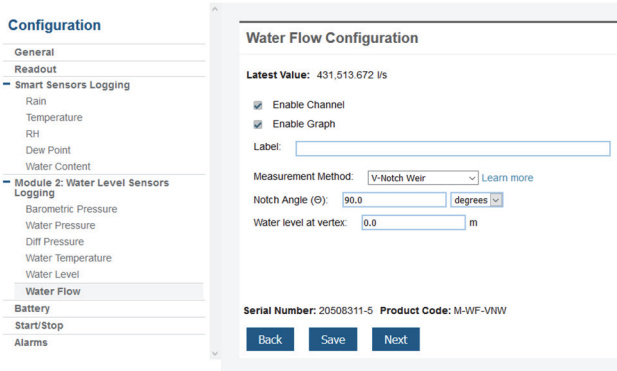 Configuration
General
Readout
Smart Sensors Logging
Rain
Temperature
RH
Dew Point
Water Content
Module 2: Water Level Sensors
Logging
Barometric Pressure
Water Pressure
Diff Pressure
Water Temperature
Water Level
Water Flow
Battery
Start/Stop
Alarms
Water Flow Configuration
Latest Value: 431,513.672 l/s
Enable Channel
Enable Graph
Label:
Measurement Method: V-Notch Weir Learn more
Notch Angle (Θ): 90.0 degrees
Water level at vertex: 0.0 m
Serial Number: 20508311-5 Product Code: M-WF-VNW
Back Save Next